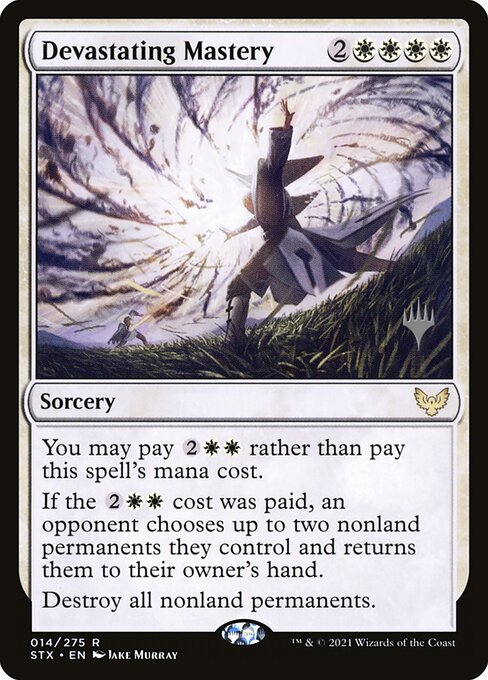 Devastating Mastery 2
Sorcery
You may pay 2 rather than pay
this spell's mana cost.
If the 2 cost was paid, an
opponent chooses up to two nonland
permanents they control and returns
them to their owner's hand.
Destroy all nonland permanents.
014/275 R
STX • EN Jake Murray
™ & © 2021 Wizards of the Coast